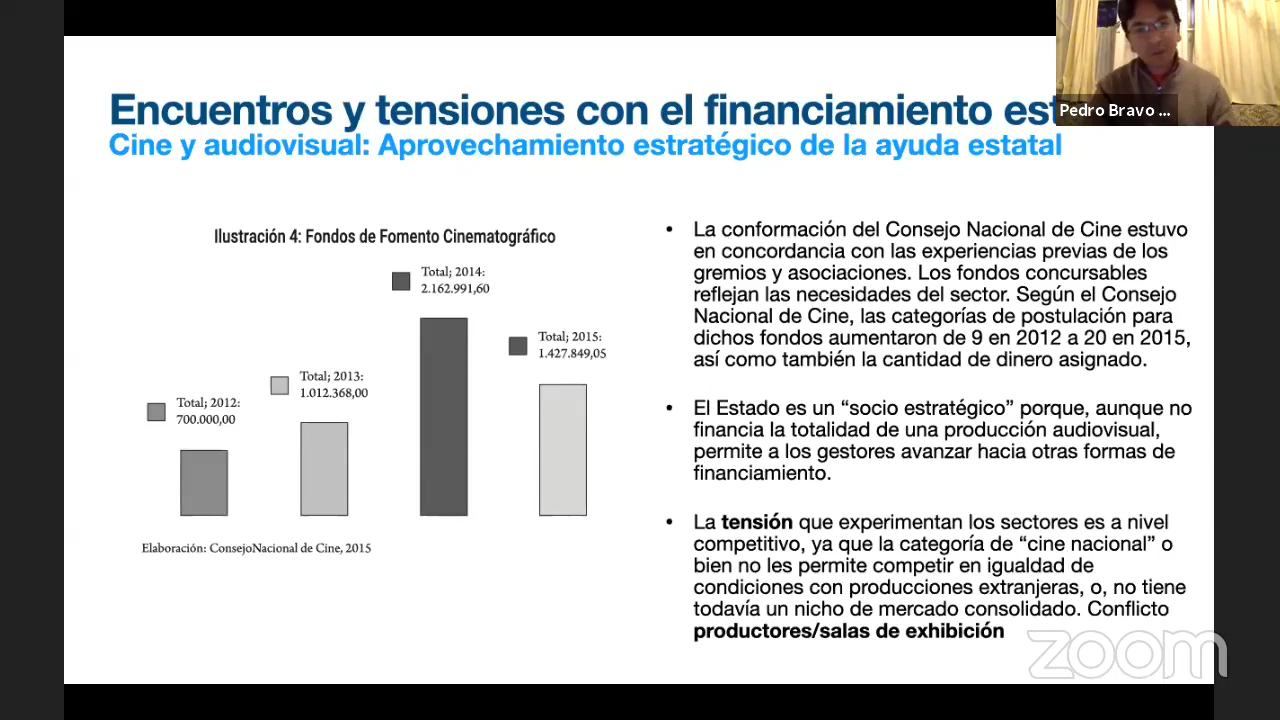 Encuentros y tensiones con el financiamiento est
Cine y audiovisual: Aprovechamiento estratégico de la ayuda estatal
Pedro Bravo ...
Ilustración 4: Fondos de Fomento Cinematográfico
Total; 2014:
2.162.991,60
Total; 2015:
1.427.849,05
Total; 2013:
1.012.368,00
Total; 2012:
700.000,00
Elaboración: ConsejoNacional de Cine, 2015
• La conformación del Consejo Nacional de Cine estuvo
en concordancia con las experiencias previas de los
gremios y asociaciones. Los fondos concursables
reflejan las necesidades del sector. Según el Consejo
Nacional de Cine, las categorías de postulación para
dichos fondos aumentaron de 9 en 2012 a 20 en 2015,
así como también la cantidad de dinero asignado.
• El Estado es un “socio estratégico” porque, aunque no
financia la totalidad de una producción audiovisual,
permite a los gestores avanzar hacia otras formas de
financiamiento.
• La tensión que experimentan los sectores es a nivel
competitivo, ya que la categoría de “cine nacional” o
bien no les permite competir en igualdad de
condiciones con producciones extranjeras, o, no tiene
todavía un nicho de mercado consolidado. Conflicto
productores/salas de exhibición
zoom